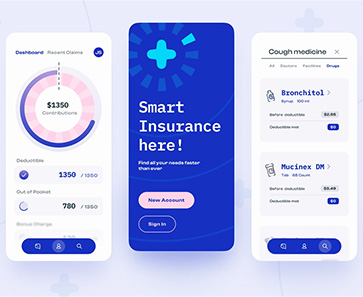 Dashboard Recent Claims JS
$1350
Contributions
Deductible
1350 / 1350
Out of Pocket
780 / 1350
Bonus Change
Smart
Insurance
here!
Find all your needs faster
than ever
New Account
Sign In
Cough medicine ×
All Doctors Facilities Drugs
Bronchitol >
Syrup 100 ml
Before deductible $2.55
Deductible met $0
Mucinex DM >
Tab 68 Count
Before deductible $5.49
Deductible met $0